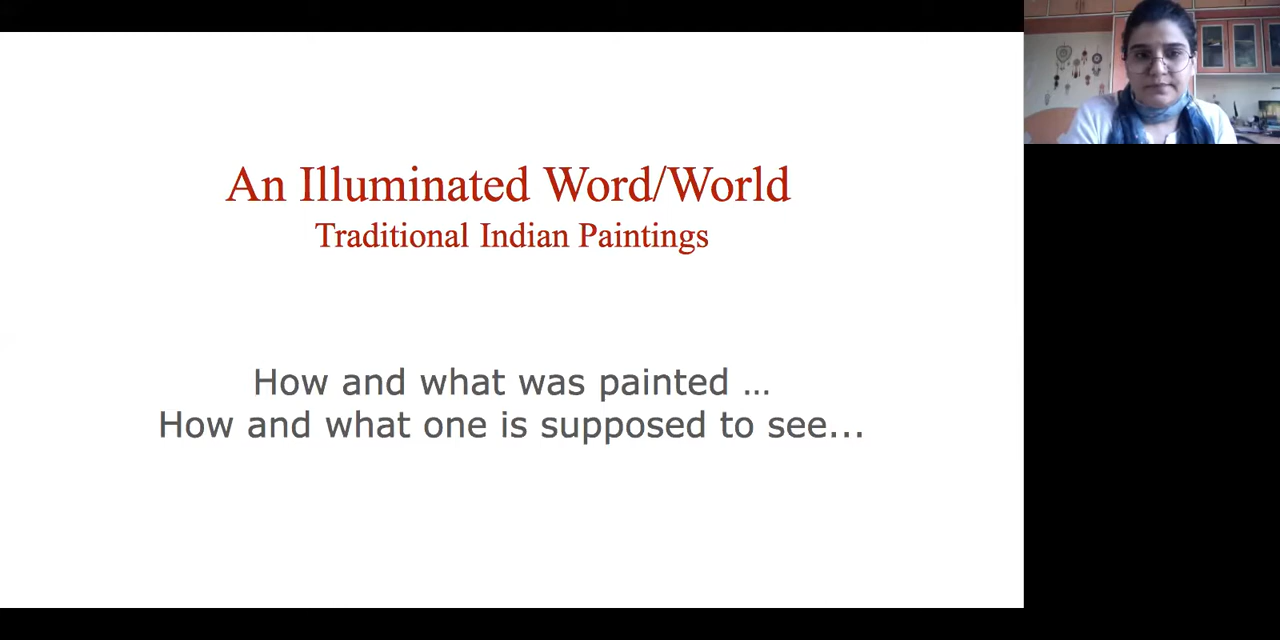 An Illuminated Word/World
Traditional Indian Paintings
How and what was painted …
How and what one is supposed to see...